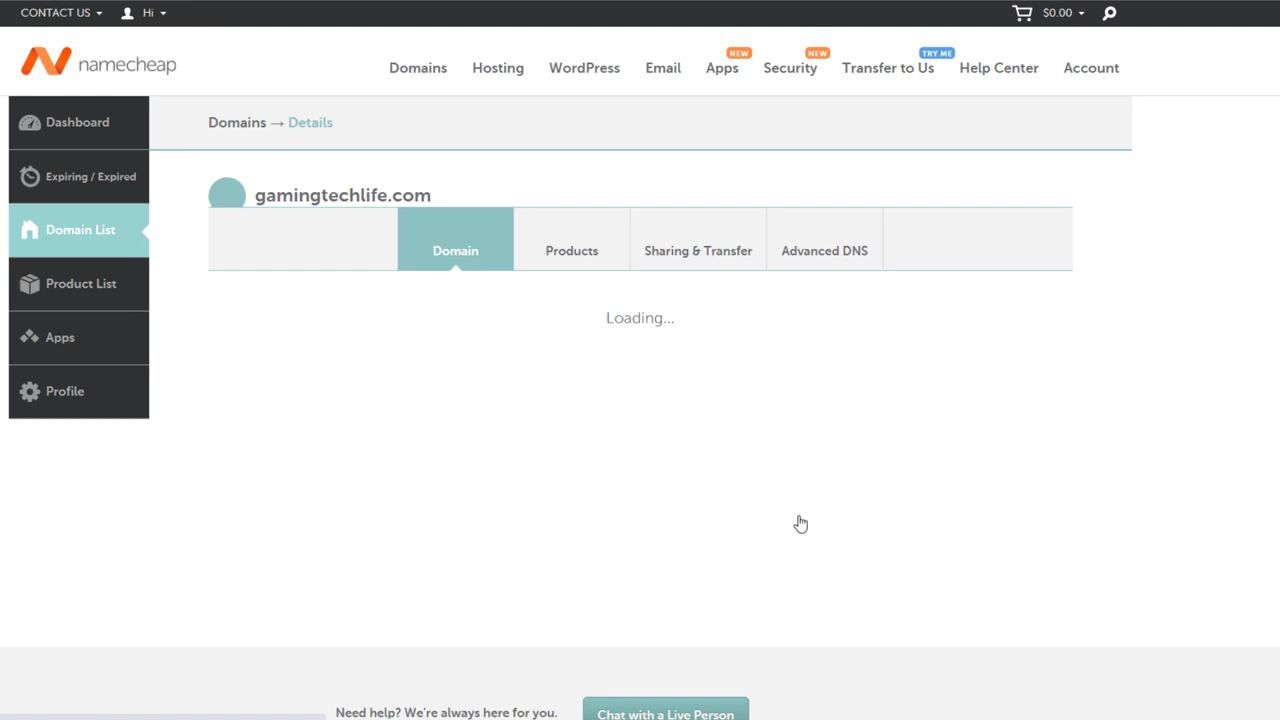 CONTACT US
Hi
$0.00
namecheap
Domains
Hosting
WordPress
Email
Apps
NEW
Security
NEW
Transfer to Us
TRY ME
Help Center
Account
Dashboard
Expiring / Expired
Domain List
Product List
Apps
Profile
Domains → Details
gamingtechlife.com
Domain
Products
Sharing & Transfer
Advanced DNS
Loading...
Need help? We're always here for you.
Chat with a Live Person